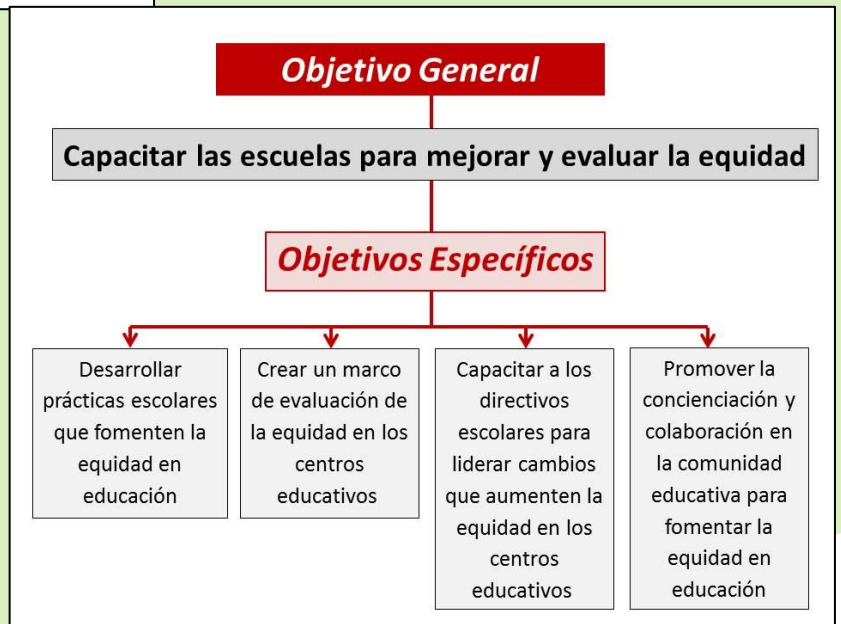 Objetivo General
Capacitar las escuelas para mejorar y evaluar la equidad
Objetivos Específicos
Desarrollar
prácticas escolares
que fomenten la
equidad en
educación
Crear un marco
de evaluación de
la equidad en los
centros
educativos
Capacitar a los
directivos
escolares para
liderar cambios
que aumenten la
equidad en los
centros
educativos
Promover la
concienciación y
colaboración en
la comunidad
educativa para
fomentar la
equidad en
educación